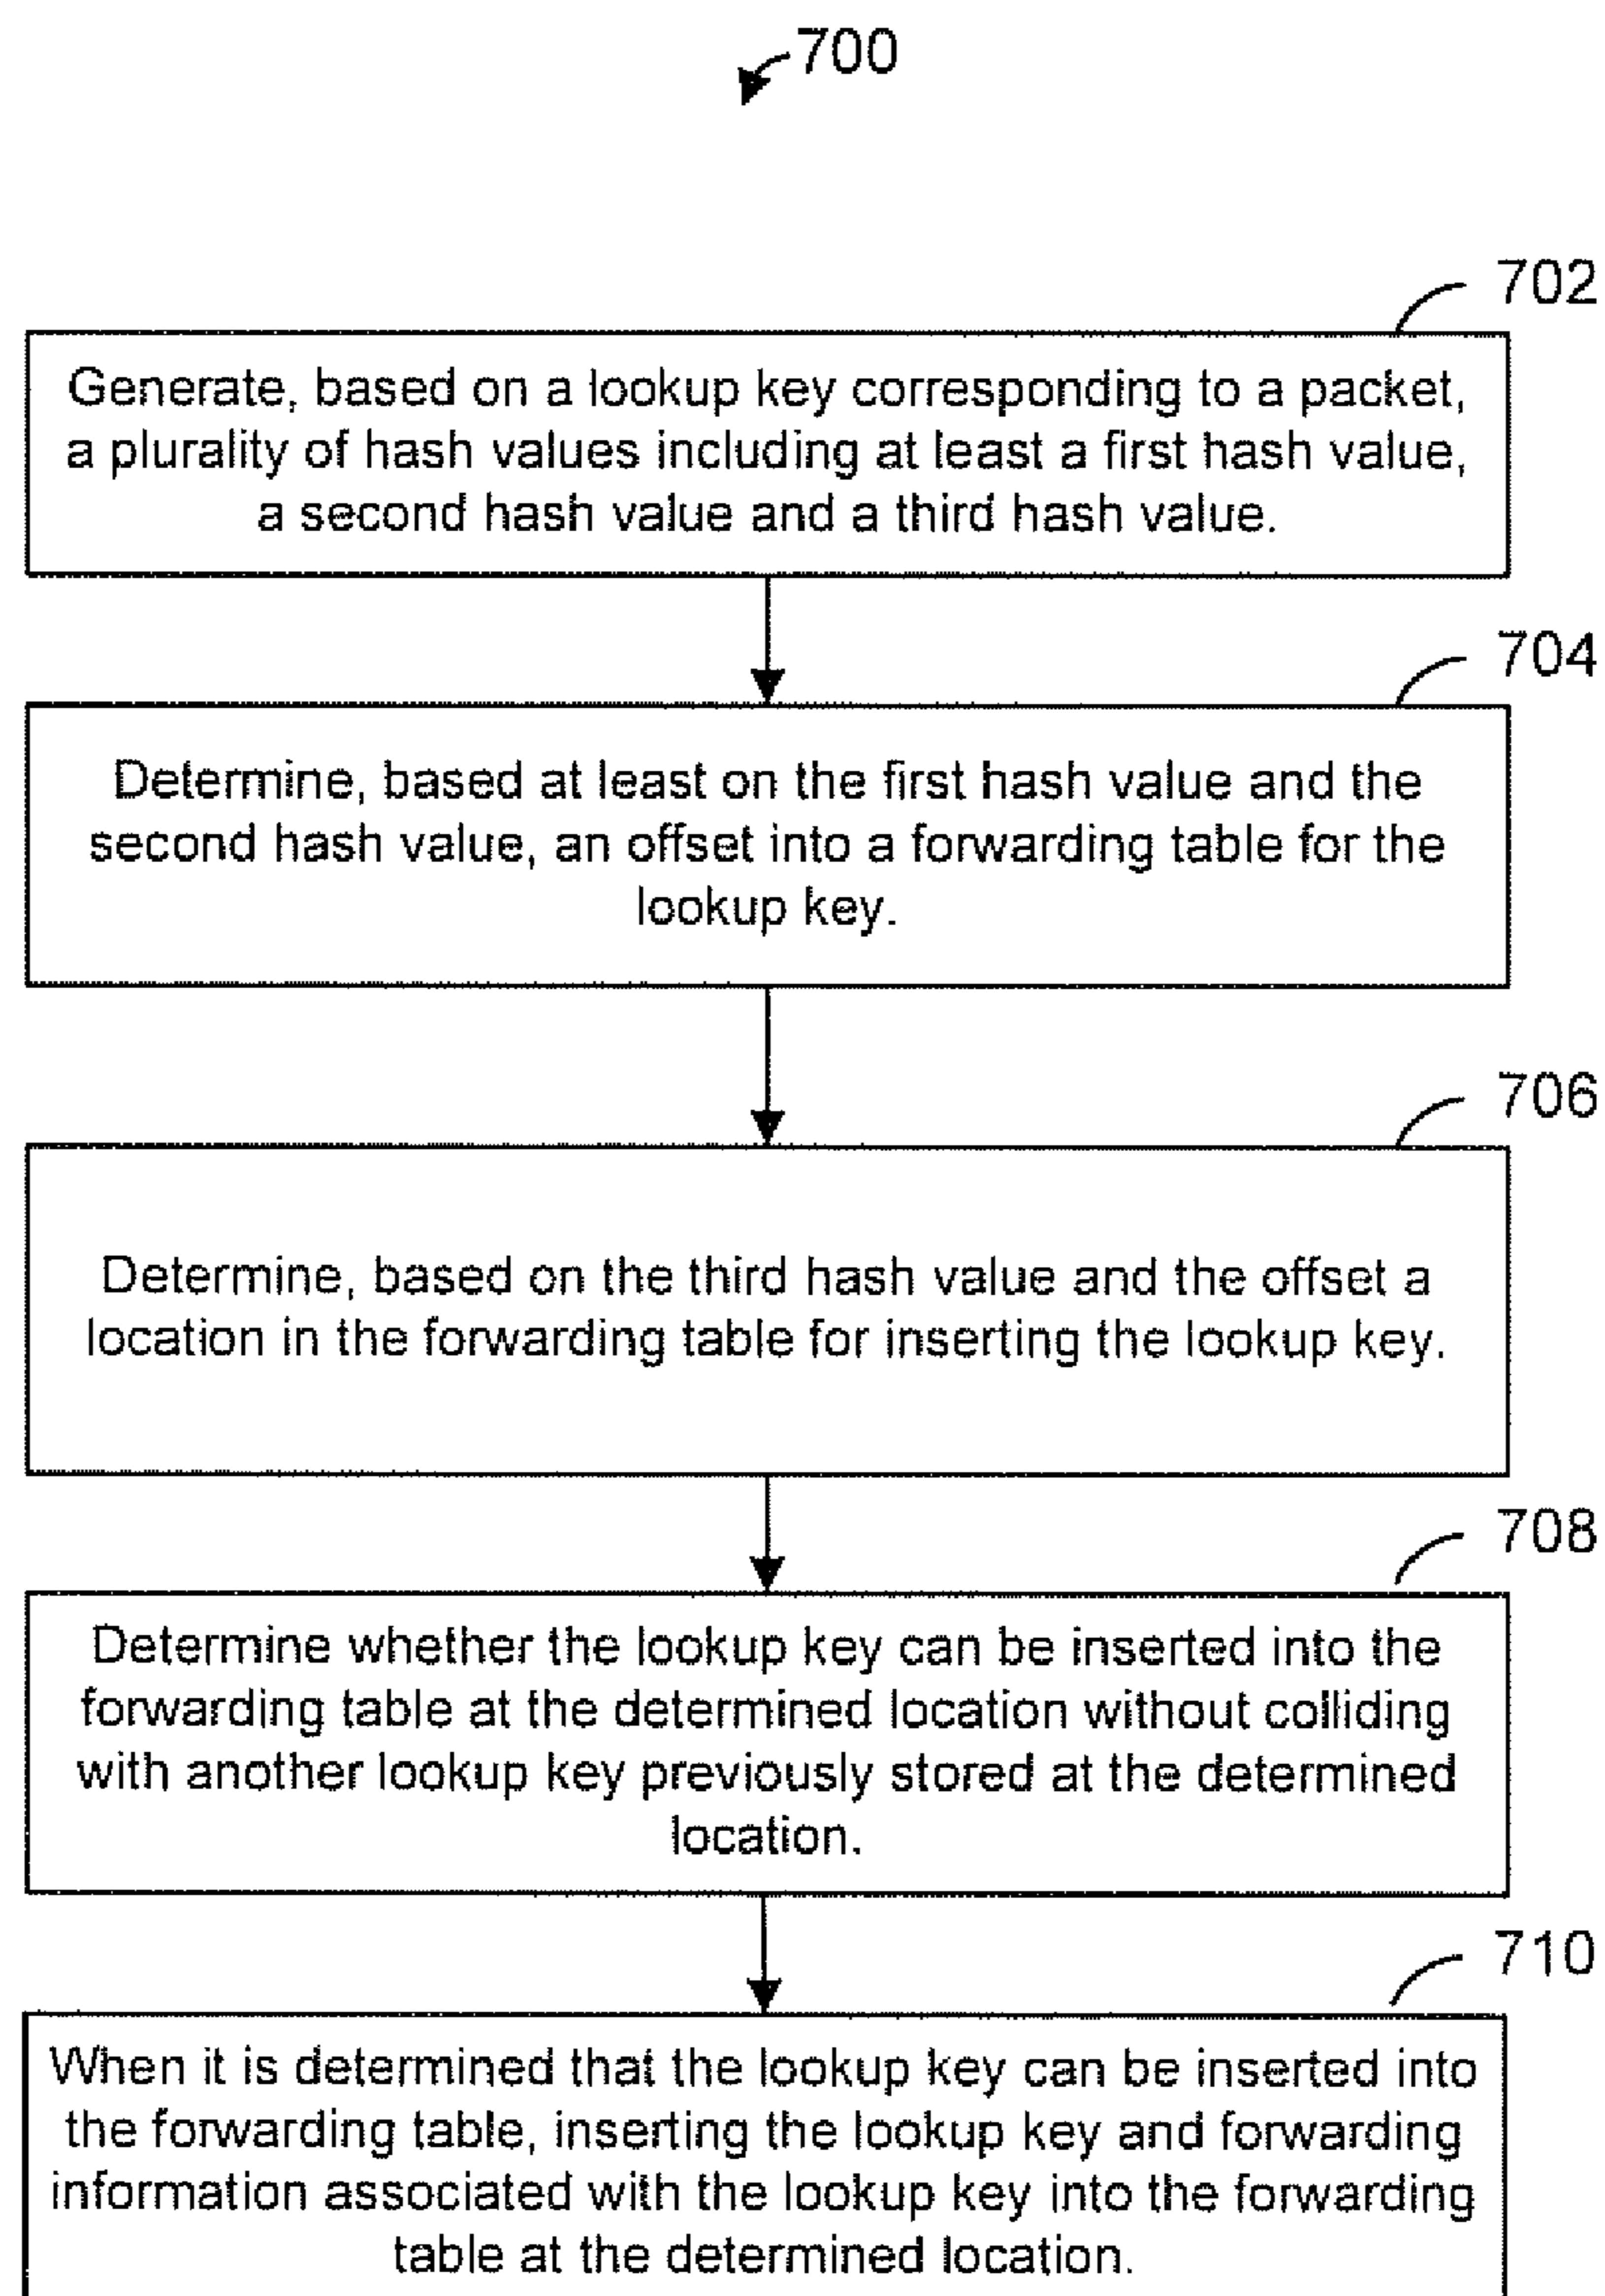 700
702
Generate, based on a lookup key corresponding to a packet,
a plurality of hash values including at least a first hash value,
a second hash value and a third hash value.
704
Determine, based at least on the first hash value and the
second hash value, an offset into a forwarding table for the
lookup key.
706
Determine, based on the third hash value and the offset a
location in the forwarding table for inserting the lookup key.
708
Determine whether the lookup key can be inserted into the
forwarding table at the determined location without colliding
with another lookup key previously stored at the determined
location.
710
When it is determined that the lookup key can be inserted into
the forwarding table, inserting the lookup key and forwarding
information associated with the lookup key into the forwarding
table at the determined location.